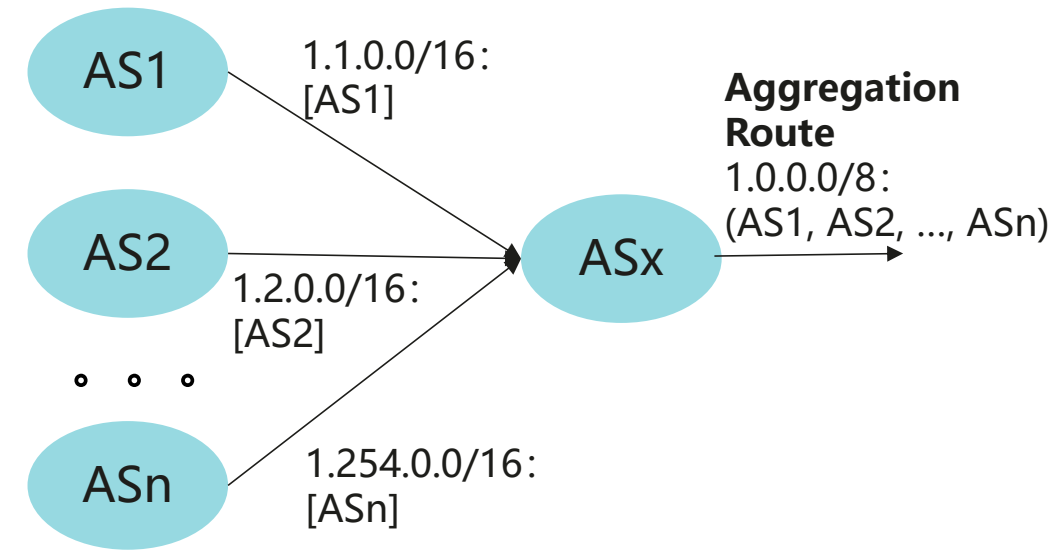 AS1
1.1.0.0/16:
[AS1]
Aggregation
Route
1.0.0.0/8:
(AS1, AS2, ..., ASn)
AS2
1.2.0.0/16:
[AS2]
ASx
ASn
1.254.0.0/16:
[ASn]